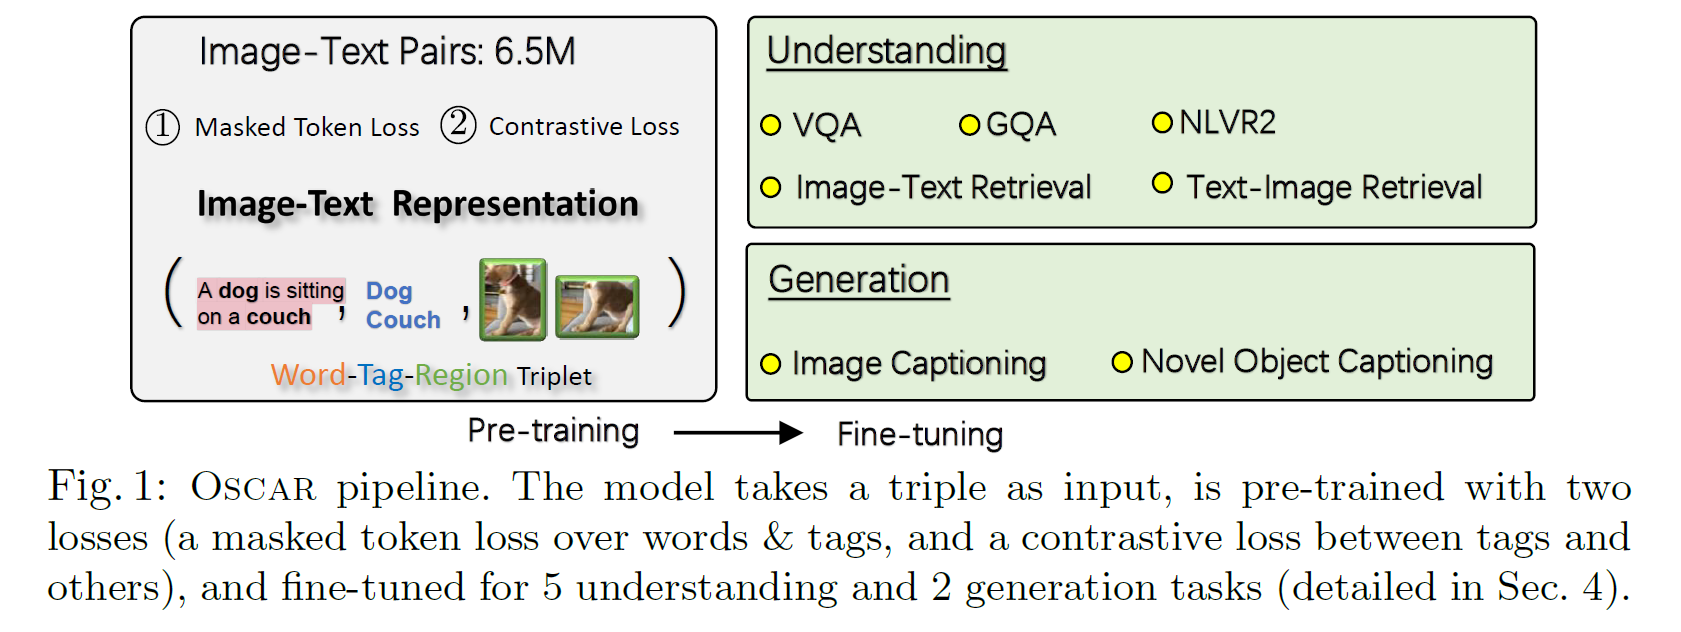 Image-Text Pairs: 6.5M
① Masked Token Loss ② Contrastive Loss
Image-Text Representation
( A dog is sitting on a couch , Dog Couch , )
Word-Tag-Region Triplet
Understanding
VQA GQA NLVR2
Image-Text Retrieval Text-Image Retrieval
Generation
Image Captioning Novel Object Captioning
Pre-training Fine-tuning
Fig. 1: OSCAR pipeline. The model takes a triple as input, is pre-trained with two
losses (a masked token loss over words & tags, and a contrastive loss between tags and
others), and fine-tuned for 5 understanding and 2 generation tasks (detailed in Sec. 4).